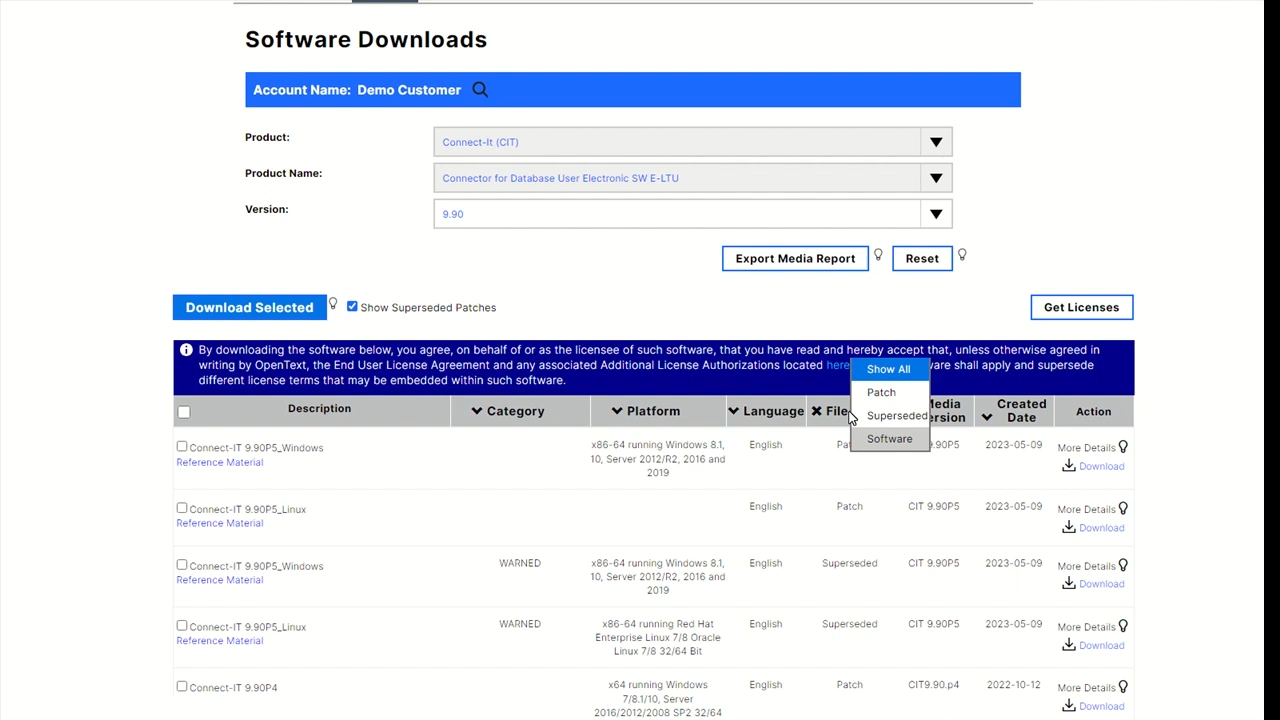 Software Downloads
Account Name: Demo Customer
Product:
Connect-It (CIT)
Product Name:
Connector for Database User Electronic SW E-LTU
Version:
9.90
Export Media Report
Reset
Download Selected
Show Superseded Patches
Get Licenses
By downloading the software below, you agree, on behalf of or as the licensee of such software, that you have read and hereby accept that, unless otherwise agreed in
writing by OpenText, the End User License Agreement and any associated Additional License Authorizations located here
shall apply and supersede
different license terms that may be embedded within such software.
Show All
Patch
Superseded
Software
Description
Category
Platform
Language
File
Created
Date
Action
Connect-IT 9.90P5_Windows
Reference Material
x86-64 running Windows 8.1,
10, Server 2012/R2, 2016 and
2019
English
9.90P5
2023-05-09
More Details
Download
Connect-IT 9.90P5_Linux
Reference Material
English
Patch
CIT 9.90P5
2023-05-09
More Details
Download
Connect-IT 9.90P5_Windows
Reference Material
WARNED
x86-64 running Windows 8.1,
10, Server 2012/R2, 2016 and
2019
English
Superseded
CIT 9.90P5
2023-05-09
More Details
Download
Connect-IT 9.90P5_Linux
Reference Material
WARNED
x86-64 running Red Hat
Enterprise Linux 7/8 Oracle
Linux 7/8 32/64 Bit
English
Superseded
CIT 9.90P5
2023-05-09
More Details
Download
Connect-IT 9.90P4
x64 running Windows
7/8.1/10, Server
2016/2012/2008 SP2 32/64
English
Patch
CIT9.90.p4
2022-10-12
More Details
Download